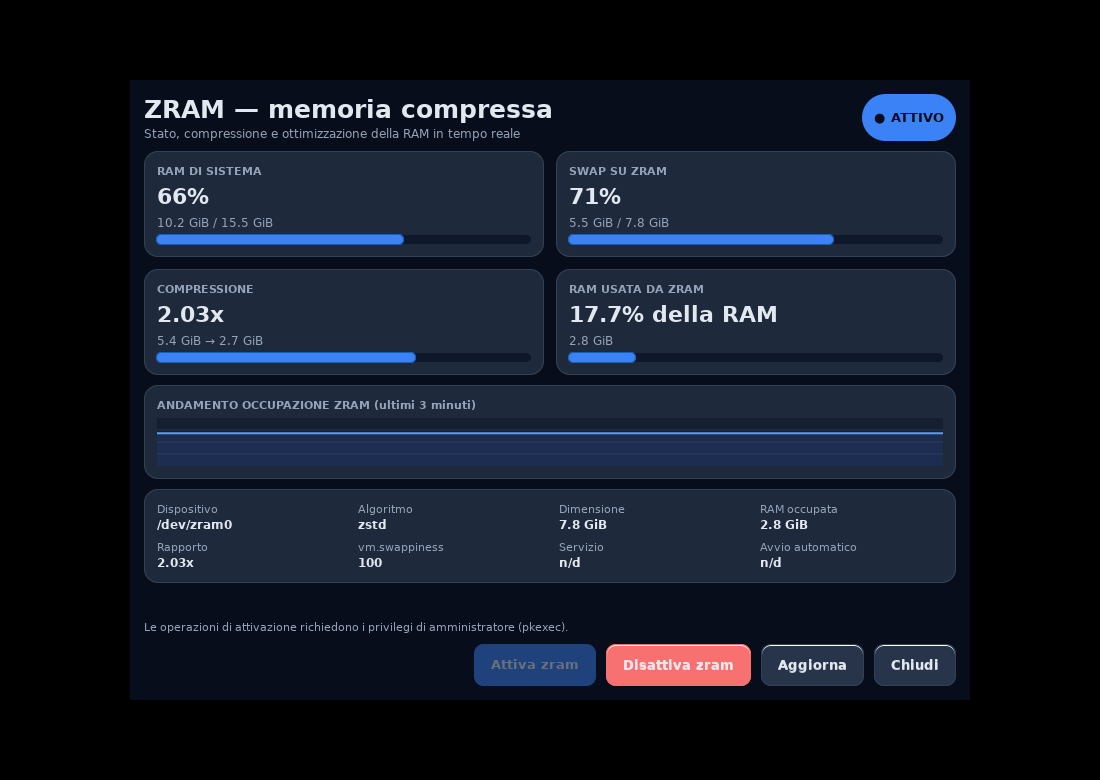 ZRAM — memoria compressa
Stato, compressione e ottimizzazione della RAM in tempo reale
● ATTIVO
RAM DI SISTEMA
66%
10.2 GiB / 15.5 GiB
SWAP SU ZRAM
71%
5.5 GiB / 7.8 GiB
COMPRESSIONE
2.03x
5.4 GiB → 2.7 GiB
RAM USATA DA ZRAM
17.7% della RAM
2.8 GiB
ANDAMENTO OCCUPAZIONE ZRAM (ultimi 3 minuti)
Dispositivo
/dev/zram0
Algoritmo
zstd
Dimensione
7.8 GiB
RAM occupata
2.8 GiB
Rapporto
2.03x
vm.swappiness
100
Servizio
n/d
Avvio automatico
n/d
Le operazioni di attivazione richiedono i privilegi di amministratore (pkexec).
Attiva zram
Disattiva zram
Aggiorna
Chiudi